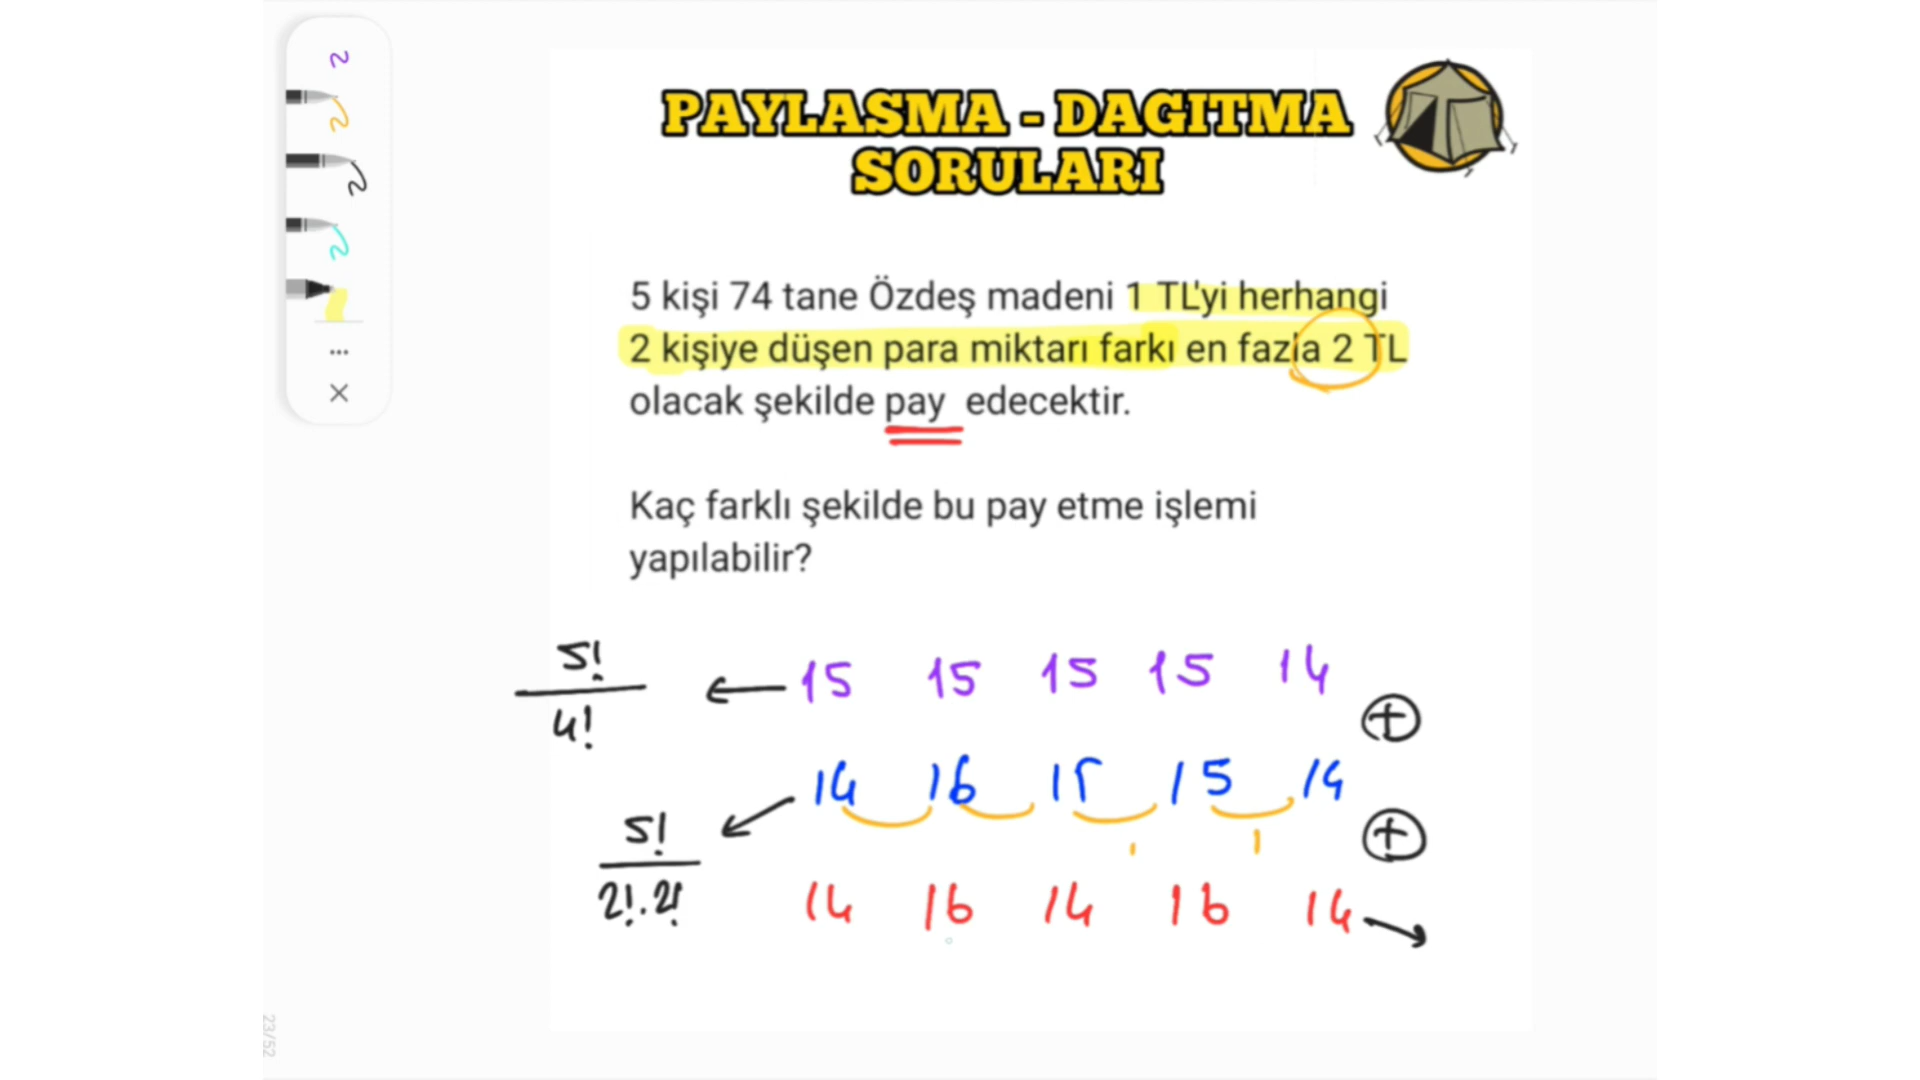 PAYLASMA - DAGITMA
SORULARI
5 kişi 74 tane Özdeş madeni 1 TL'yi herhangi
2 kişiye düşen para miktarı farkı en fazla 2 TL
olacak şekilde pay edecektir.
Kaç farklı şekilde bu pay etme işlemi
yapılabilir?
5!
4!
15 15 15 15 14
+
14 16 15 15 14
+
5!
2!.2!
14 16 14 16 14
23/52